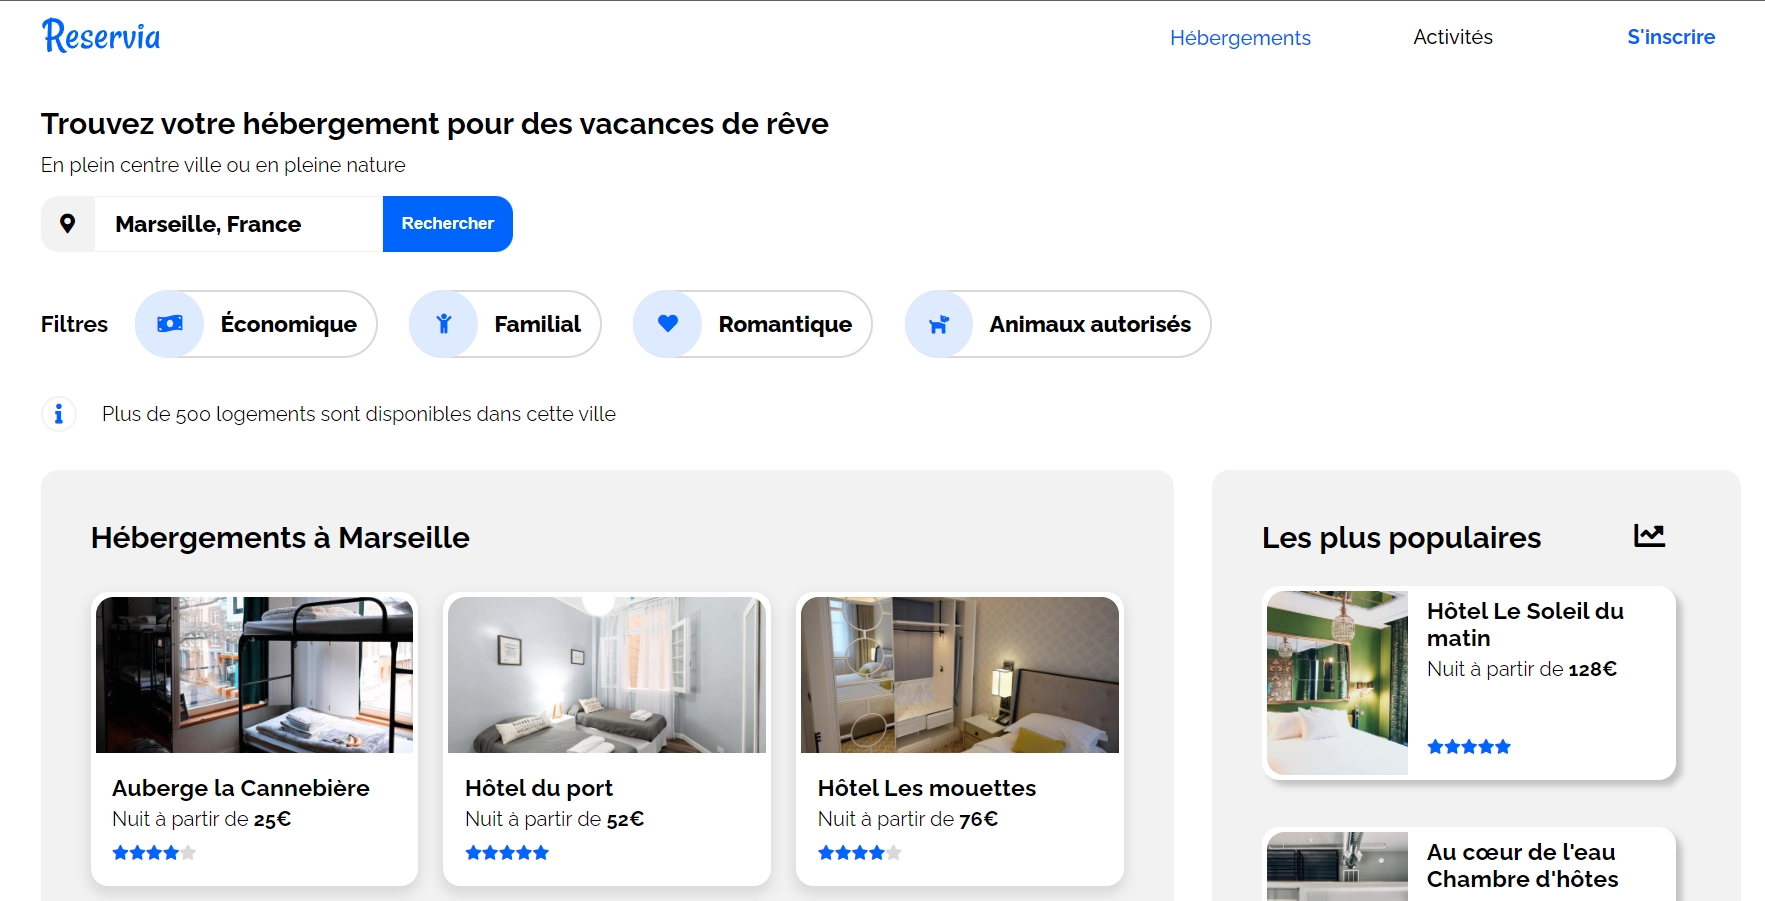 Reservia
Hébergements
Activités
S'inscrire
Trouvez votre hébergement pour des vacances de rêve
En plein centre ville ou en pleine nature
Marseille, France
Rechercher
Filtres
Économique
Familial
Romantique
Animaux autorisés
Plus de 500 logements sont disponibles dans cette ville
Hébergements à Marseille
Auberge la Cannebière
Nuit à partir de 25€
Hôtel du port
Nuit à partir de 52€
Hôtel Les mouettes
Nuit à partir de 76€
Les plus populaires
Hôtel Le Soleil du
matin
Nuit à partir de 128€
Au cœur de l'eau
Chambre d'hôtes